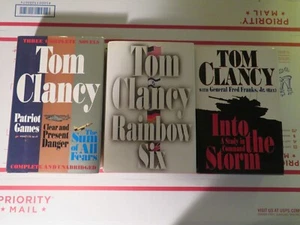 PRIORITY
MAIL
PRIORITY
MAIL
THREE COMPLETE NOVELS
Tom
Clancy
Patriot
Games
Clear and
Present
Danger
The
Sum of
All Fears
COMPLETE AND UNABRIDGED
Tom
Clancy
Rainbow
Six
TOM
CLANCY
WITH General Fred Franks, Jr.
Into
the
Storm
A Study in
Command
PRIORITY
MAIL